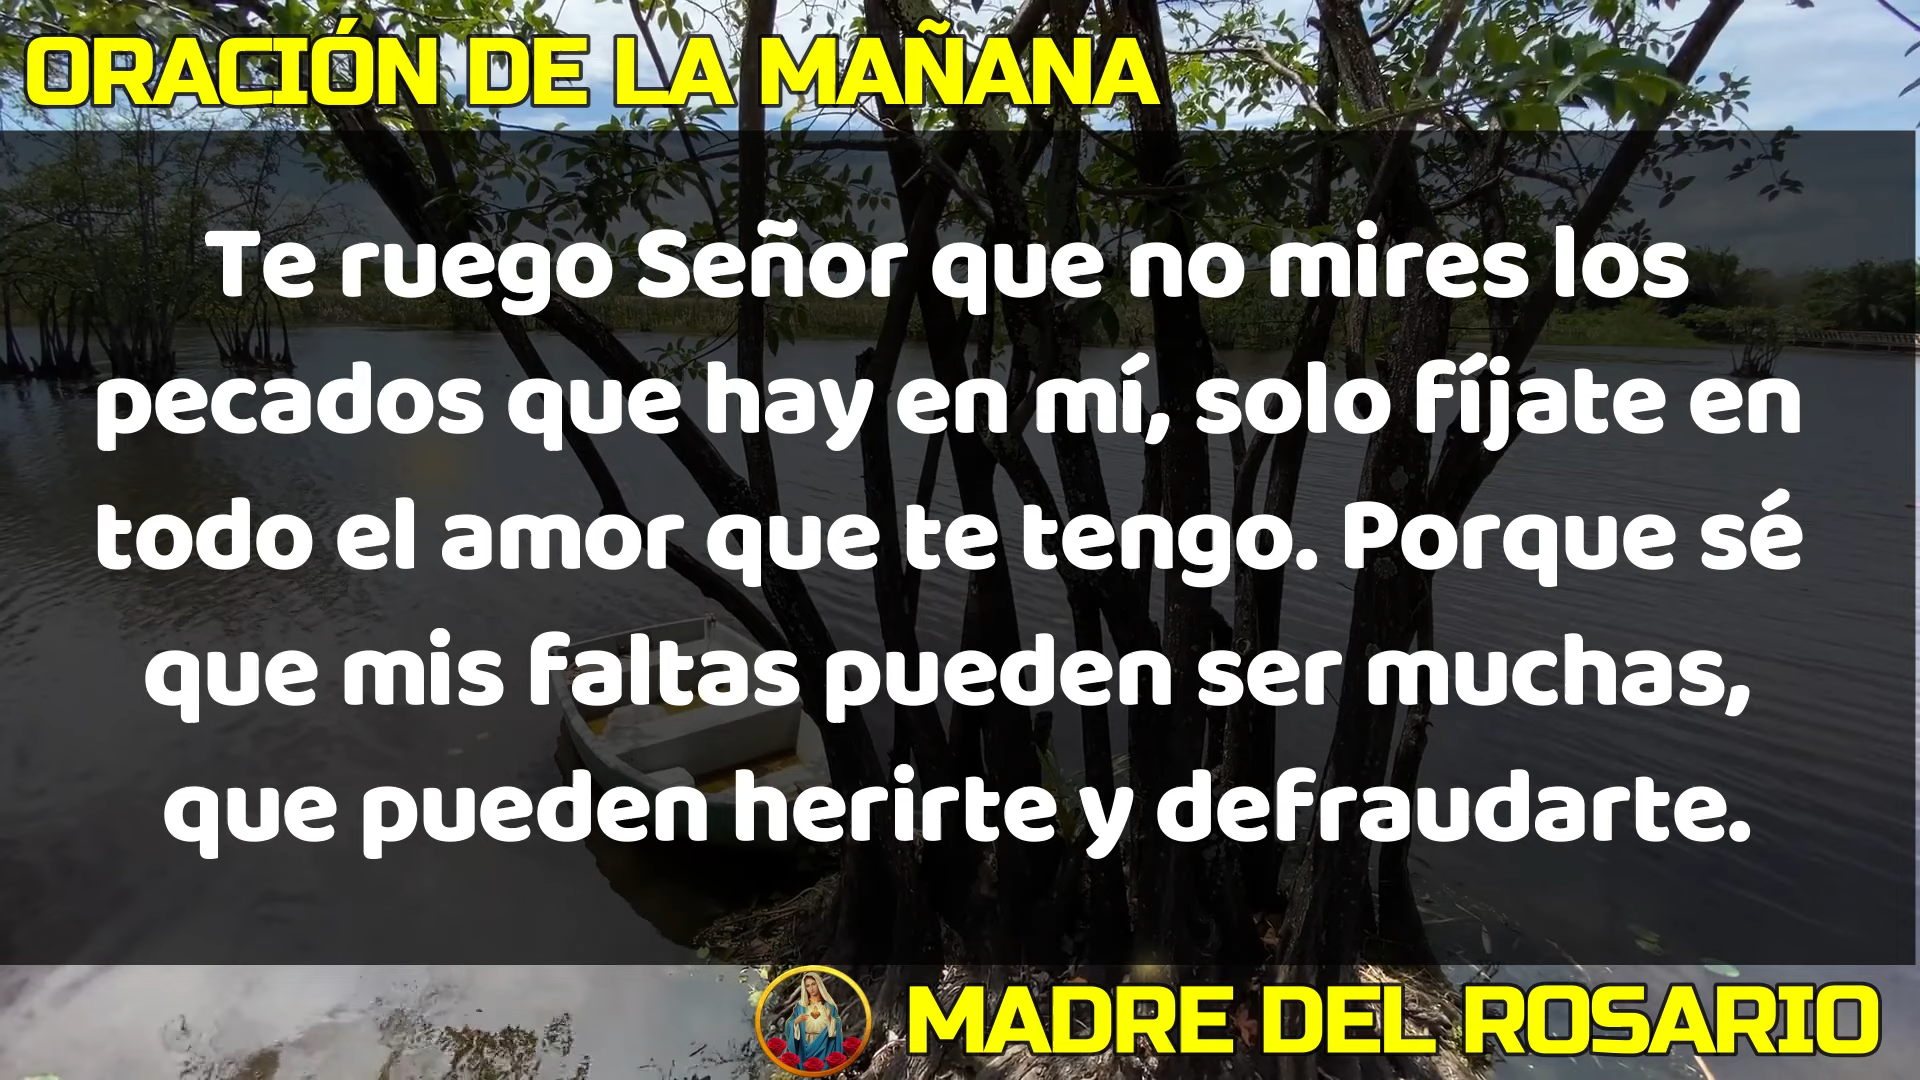 ORACIÓN DE LA MAÑANA
Te ruego Señor que no mires los
pecados que hay en mí, solo fíjate en
todo el amor que te tengo. Porque sé
que mis faltas pueden ser muchas,
que pueden herirte y defraudarte.
MADRE DEL ROSARIO